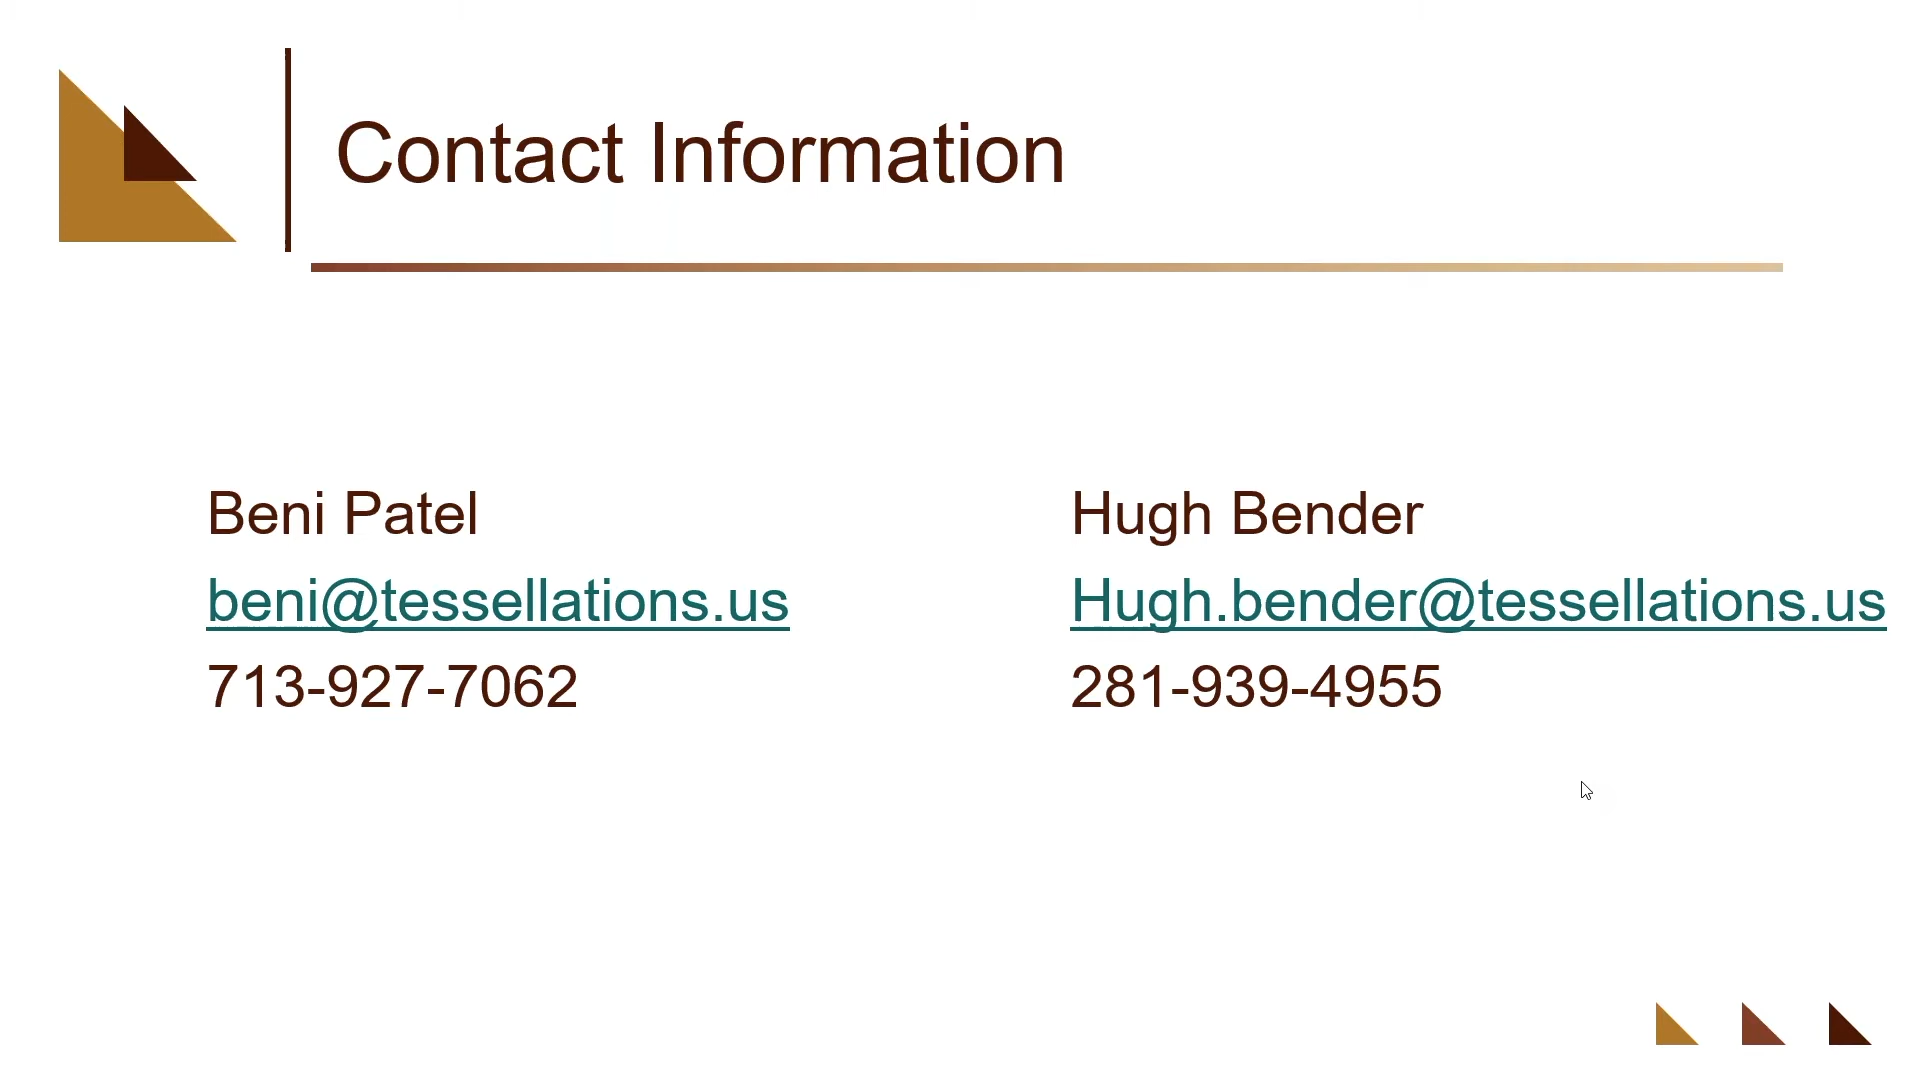 Contact Information
Beni Patel
beni@tessellations.us
713-927-7062
Hugh Bender
Hugh.bender@tessellations.us
281-939-4955